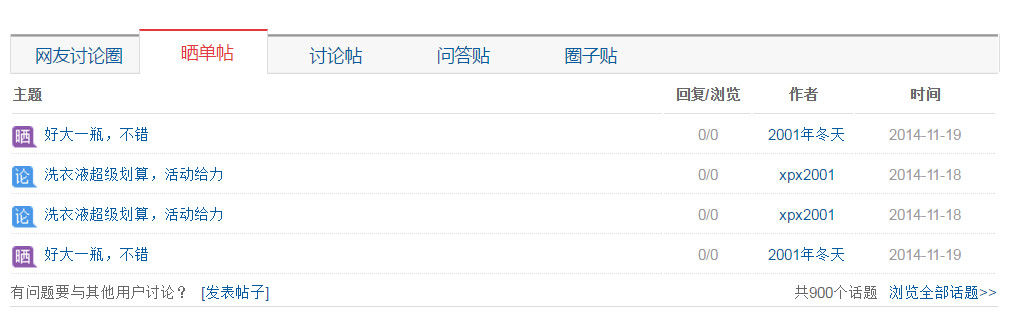 网友讨论圈 晒单帖 讨论帖 问答贴 圈子贴
主题 回复/浏览 作者 时间
晒 好大一瓶，不错 0/0 2001年冬天 2014-11-19
论 洗衣液超级划算，活动给力 0/0 xpx2001 2014-11-18
论 洗衣液超级划算，活动给力 0/0 xpx2001 2014-11-18
晒 好大一瓶，不错 0/0 2001年冬天 2014-11-19
有问题要与其他用户讨论？ [发表帖子] 共900个话题 浏览全部话题>>